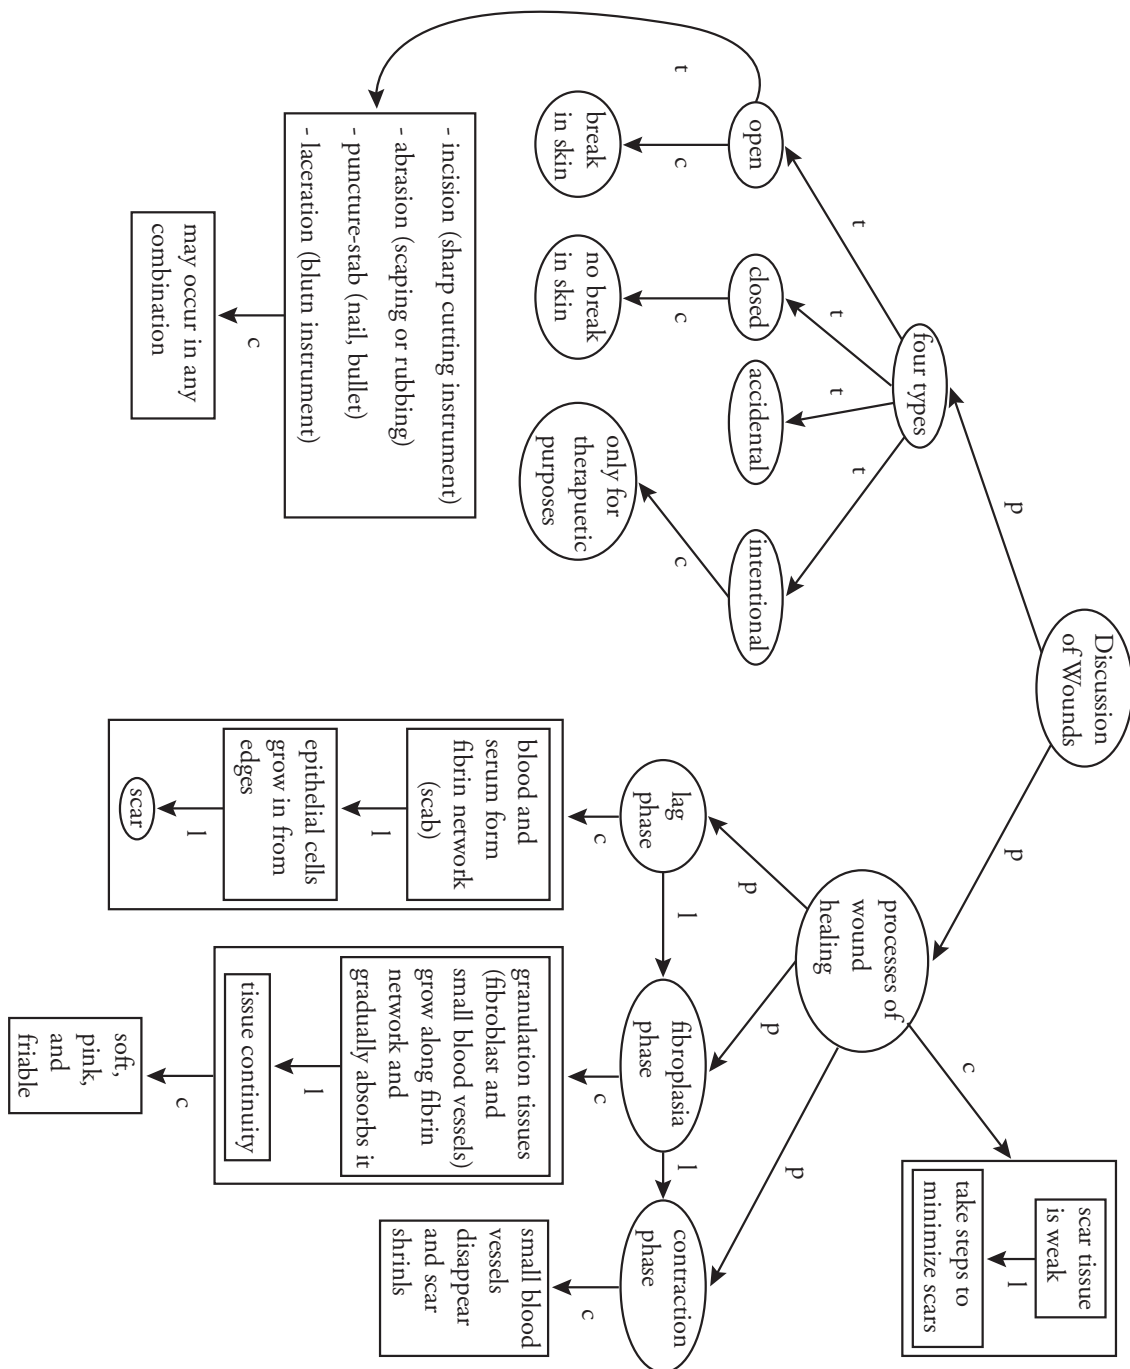 Discussion
of Wounds
p
p
four types
t
t
t
t
open
closed
accidental
intentional
t
c
c
c
break
in skin
no break
in skin
only for
therapuetic
purposes
- incision (sharp cutting instrument)
- abrasion (scaping or rubbing)
- puncture-stab (nail, bullet)
- laceration (blutn instrument)
c
may occur in any
combination
processes of
wound
healing
c
scar tissue
is weak
l
take steps to
minimize scars
p
p
p
lag
phase
l
fibroplasia
phase
l
contraction
phase
c
c
c
blood and
serum form
fibrin network
(scab)
l
epithelial cells
grow in from
edges
l
scar
granulation tissues
(fibroblast and
small blood vessels)
grow along fibrin
network and
gradually absorbs it
l
tissue continuity
c
soft,
pink,
and
friable
small blood
vessels
disappear
and scar
shrinls